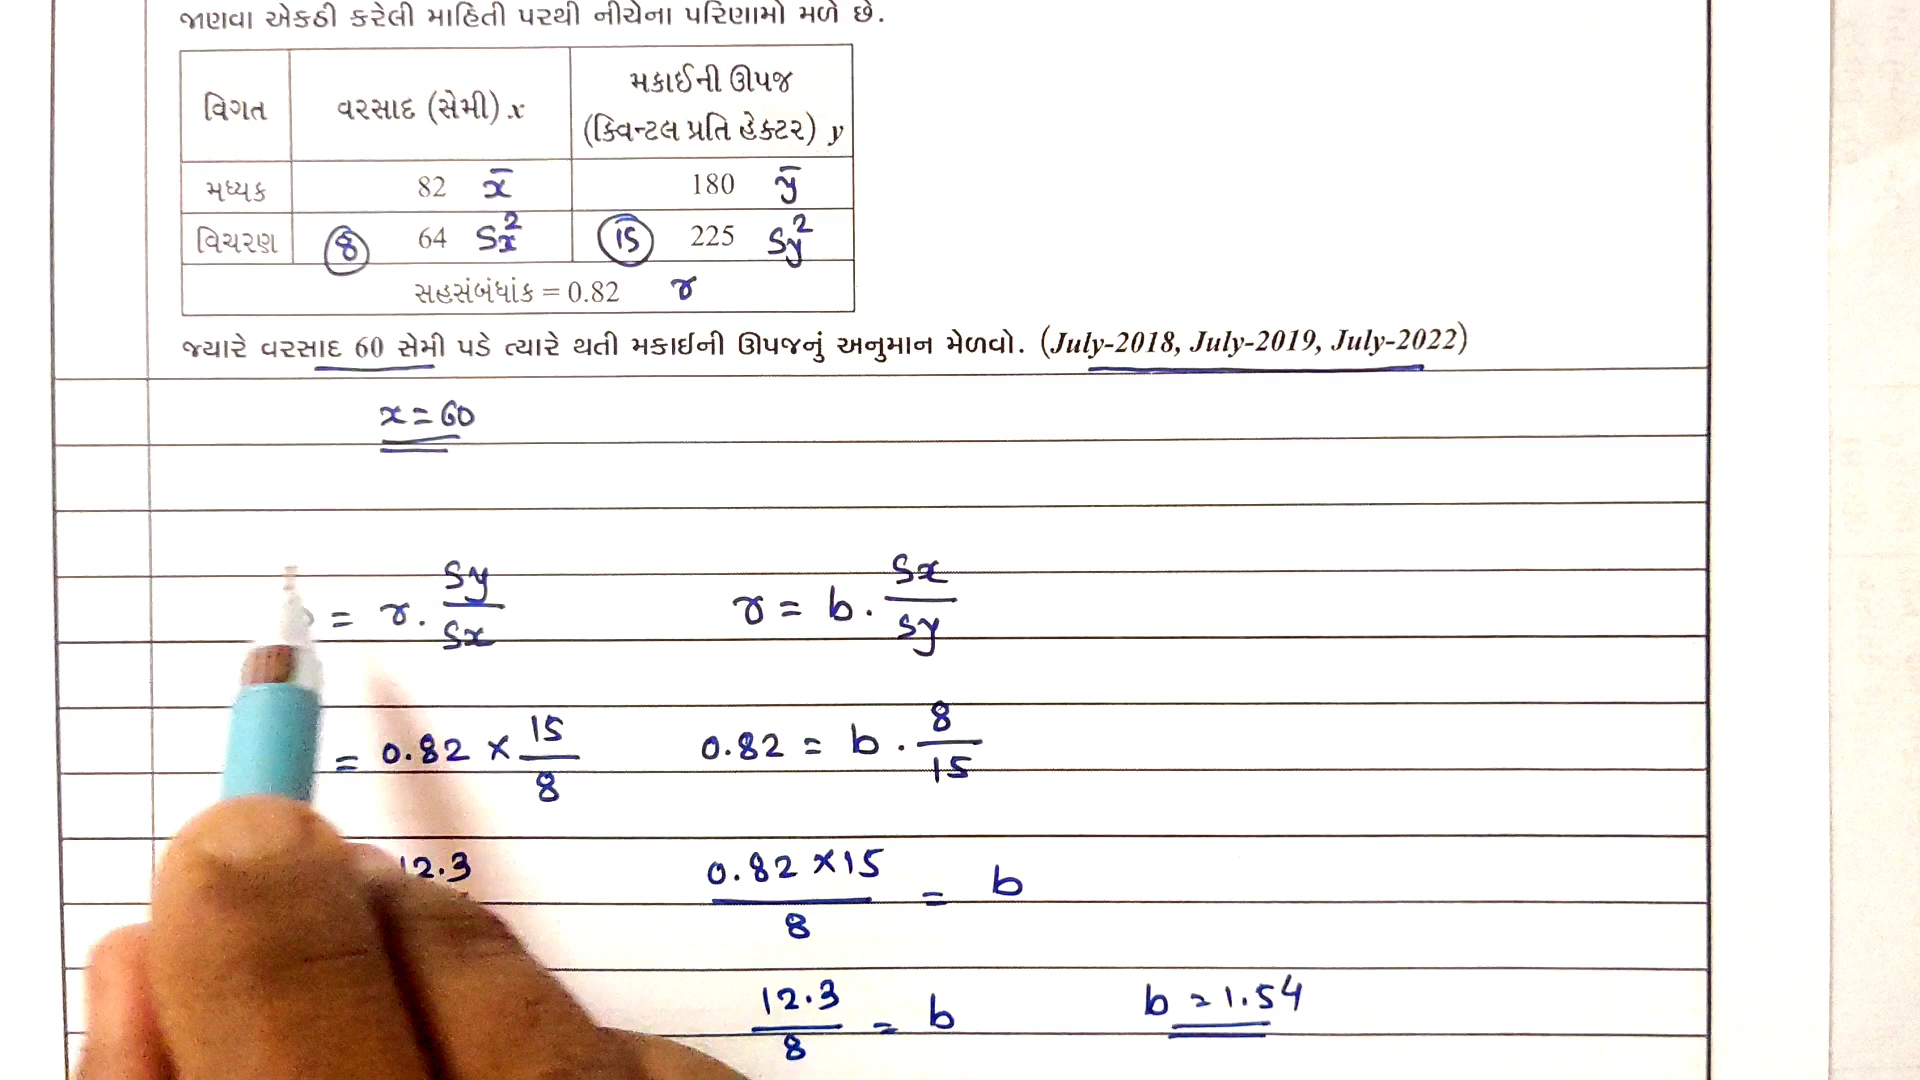 જાણવા એકઠી કરેલી માહિતી પરથી નીચેના પરિણામો મળે છે.
વિગત વરસાદ (સેમી) x મકાઈની ઊપજ
(ક્વિન્ટલ પ્રતિ હેક્ટર) y
મધ્યક 82 x̄ 180 ȳ
વિચરણ 8 64 Sx² 15 225 Sy²
સહસંબંધાંક = 0.82 r
જ્યારે વરસાદ 60 સેમી પડે ત્યારે થતી મકાઈની ઊપજનું અનુમાન મેળવો. (July-2018, July-2019, July-2022)
x = 60
= r. Sy/Sx r = b. Sx/Sy
= 0.82 × 15/8 0.82 = b. 8/15
12.3 0.82 × 15/8 = b
12.3/8 = b b = 1.54